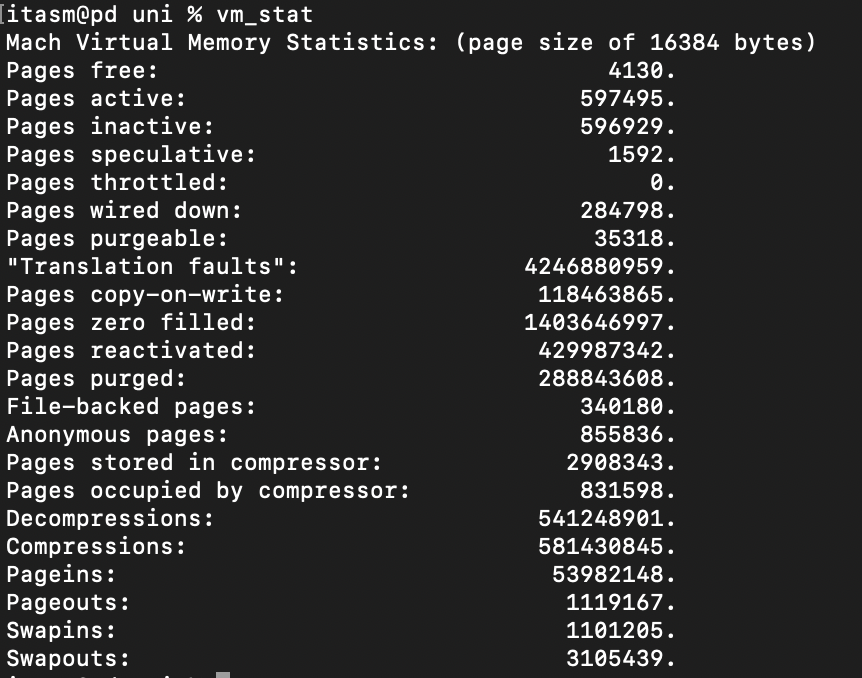 [itasm@pd uni % vm_stat
Mach Virtual Memory Statistics: (page size of 16384 bytes)
Pages free: 4130.
Pages active: 597495.
Pages inactive: 596929.
Pages speculative: 1592.
Pages throttled: 0.
Pages wired down: 284798.
Pages purgeable: 35318.
"Translation faults": 4246880959.
Pages copy-on-write: 118463865.
Pages zero filled: 1403646997.
Pages reactivated: 429987342.
Pages purged: 288843608.
File-backed pages: 340180.
Anonymous pages: 855836.
Pages stored in compressor: 2908343.
Pages occupied by compressor: 831598.
Decompressions: 541248901.
Compressions: 581430845.
Pageins: 53982148.
Pageouts: 1119167.
Swapins: 1101205.
Swapouts: 3105439.